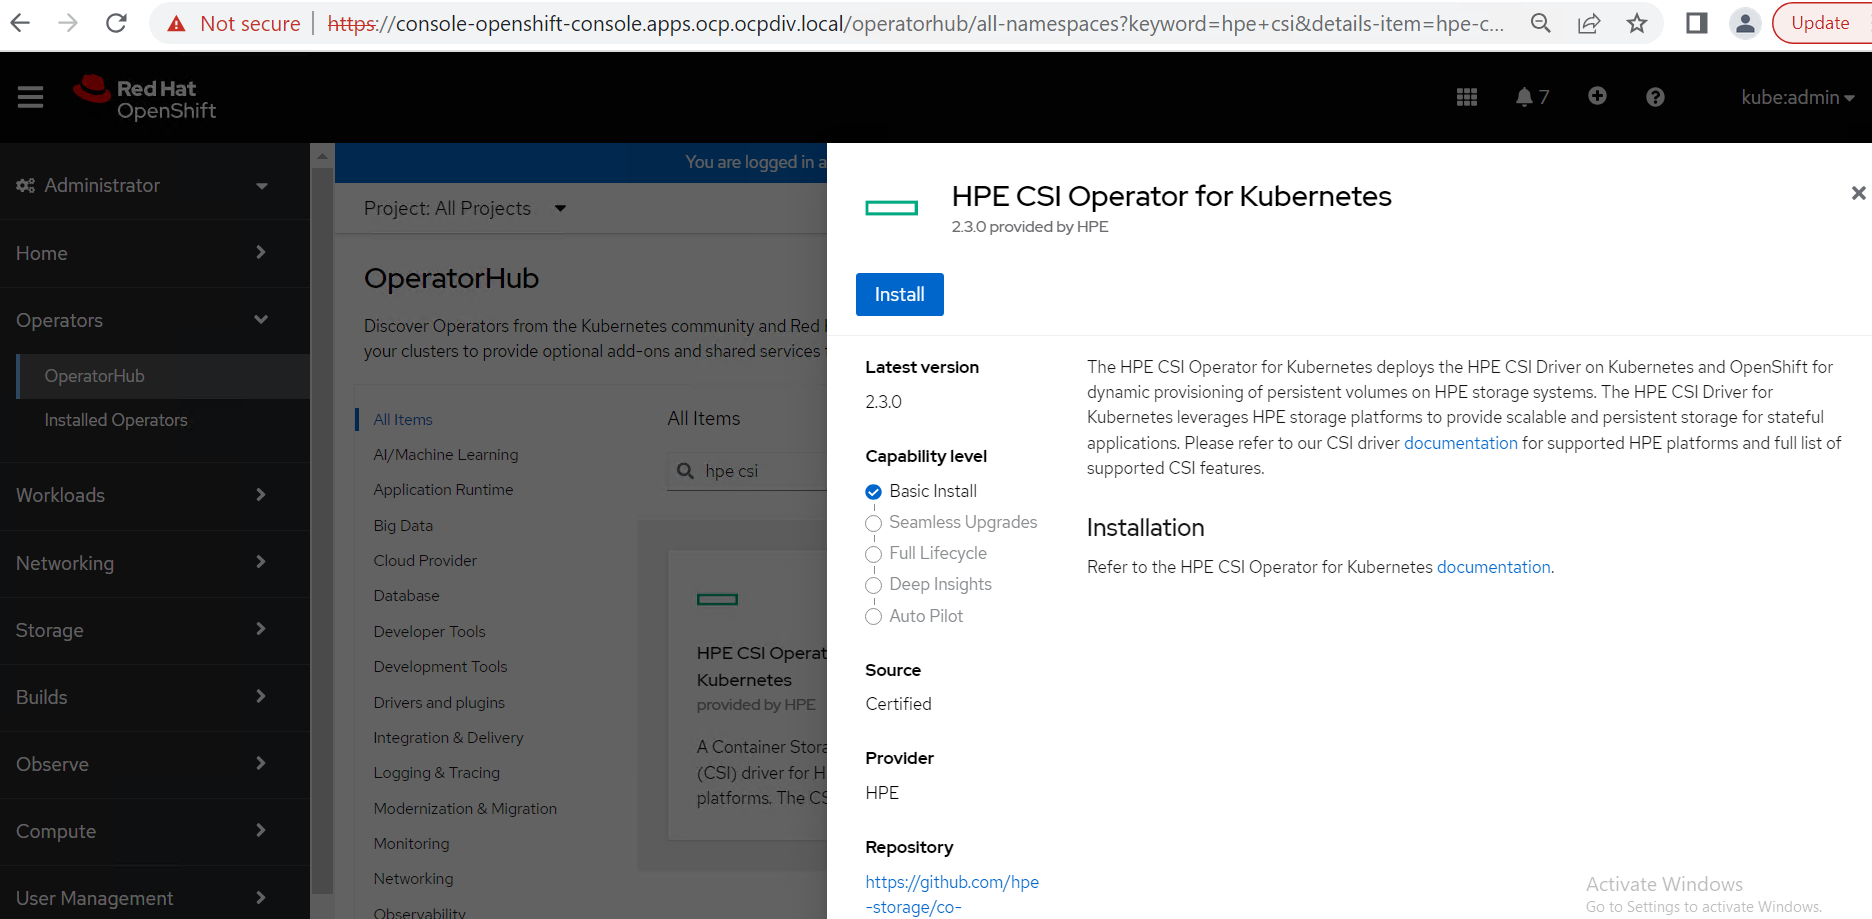 Not secure | https://console-openshift-console.apps.ocp.ocpdiv.local/operatorhub/all-namespaces?keyword=hpe+csi&details-item=hpe-c...
Update
Red Hat
OpenShift
7
kube:admin
Administrator
Home
Operators
OperatorHub
Installed Operators
Workloads
Networking
Storage
Builds
Observe
Compute
User Management
You are logged in a
Project: All Projects
OperatorHub
Discover Operators from the Kubernetes community and Red
your clusters to provide optional add-ons and shared services
All Items
AI/Machine Learning
Application Runtime
Big Data
Cloud Provider
Database
Developer Tools
Development Tools
Drivers and plugins
Integration & Delivery
Logging & Tracing
Modernization & Migration
Monitoring
Networking
Observability
All Items
hpe csi
HPE CSI Operat
Kubernetes
provided by HPE
A Container Stora
(CSI) driver for H
platforms. The CS
HPE CSI Operator for Kubernetes
2.3.0 provided by HPE
Install
Latest version
2.3.0
Capability level
Basic Install
Seamless Upgrades
Full Lifecycle
Deep Insights
Auto Pilot
Source
Certified
Provider
HPE
Repository
https://github.com/hpe
-storage/co-
The HPE CSI Operator for Kubernetes deploys the HPE CSI Driver on Kubernetes and OpenShift for
dynamic provisioning of persistent volumes on HPE storage systems. The HPE CSI Driver for
Kubernetes leverages HPE storage platforms to provide scalable and persistent storage for stateful
applications. Please refer to our CSI driver documentation for supported HPE platforms and full list of
supported CSI features.
Installation
Refer to the HPE CSI Operator for Kubernetes documentation.
Activate Windows
Go to Settings to activate Windows.